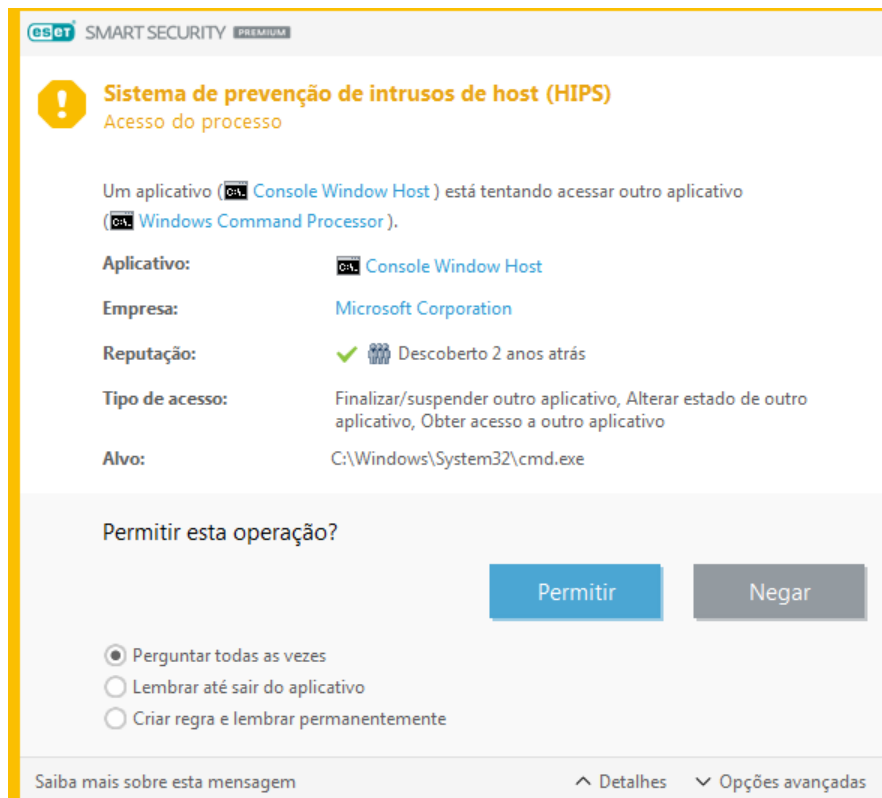 eset SMART SECURITY PREMIUM
Sistema de prevenção de intrusos de host (HIPS)
Acesso do processo
Um aplicativo ( Console Window Host ) está tentando acessar outro aplicativo
( Windows Command Processor ).
Aplicativo: Console Window Host
Empresa: Microsoft Corporation
Reputação: Descoberto 2 anos atrás
Tipo de acesso: Finalizar/suspender outro aplicativo, Alterar estado de outro
aplicativo, Obter acesso a outro aplicativo
Alvo: C:\Windows\System32\cmd.exe
Permitir esta operação?
Permitir Negar
Perguntar todas as vezes
Lembrar até sair do aplicativo
Criar regra e lembrar permanentemente
Saiba mais sobre esta mensagem Detalhes Opções avançadas